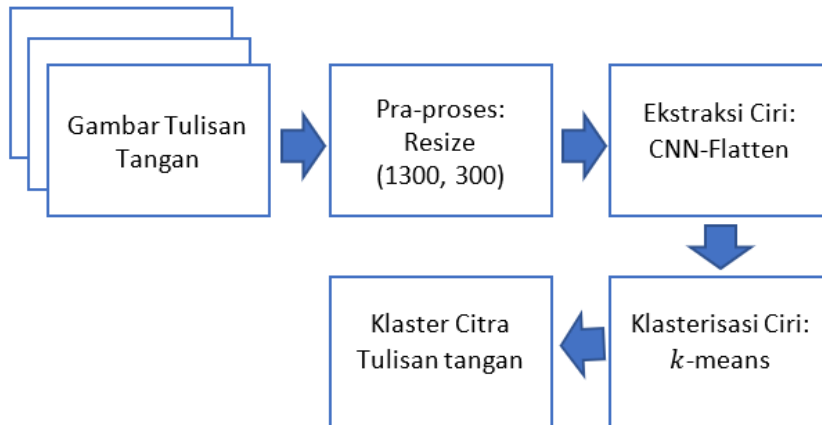 Gambar Tulisan
Tangan
Pra-proses:
Resize
(1300, 300)
Ekstraksi Ciri:
CNN-Flatten
Klasterisasi Ciri:
k-means
Klaster Citra
Tulisan tangan